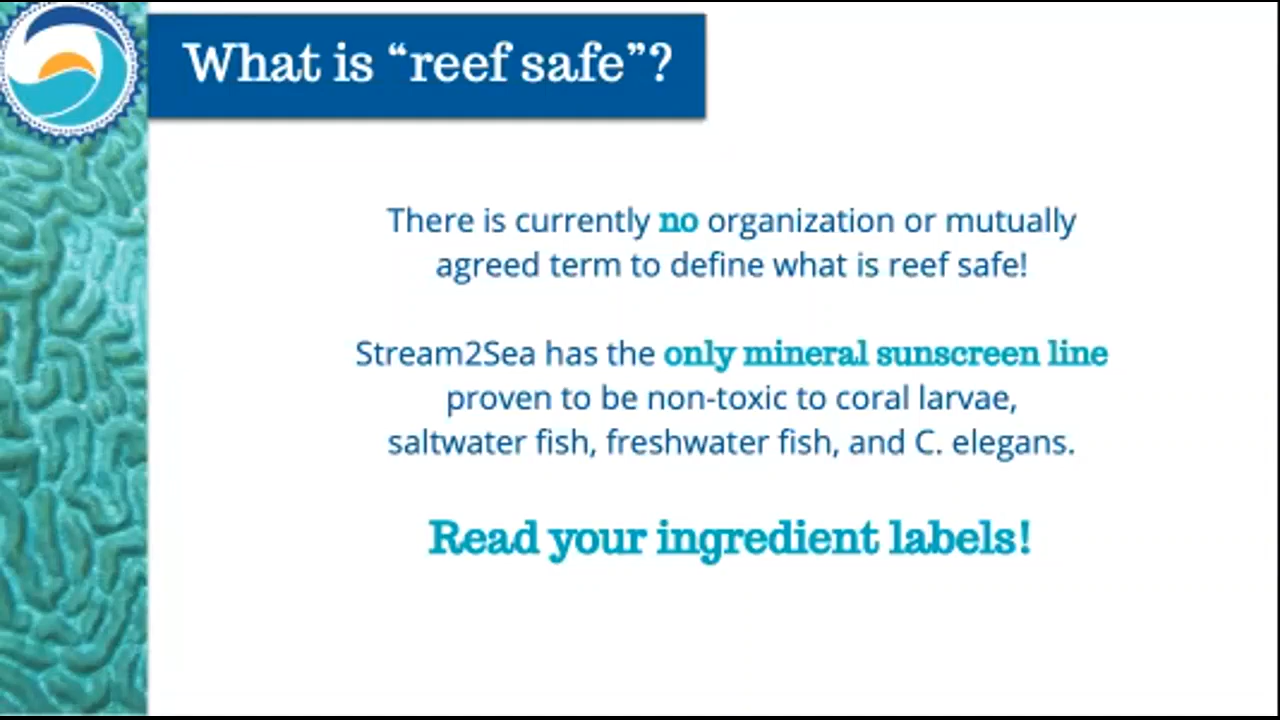 What is “reef safe”?
There is currently no organization or mutually
agreed term to define what is reef safe!
Stream2Sea has the only mineral sunscreen line
proven to be non-toxic to coral larvae,
saltwater fish, freshwater fish, and C. elegans.
Read your ingredient labels!